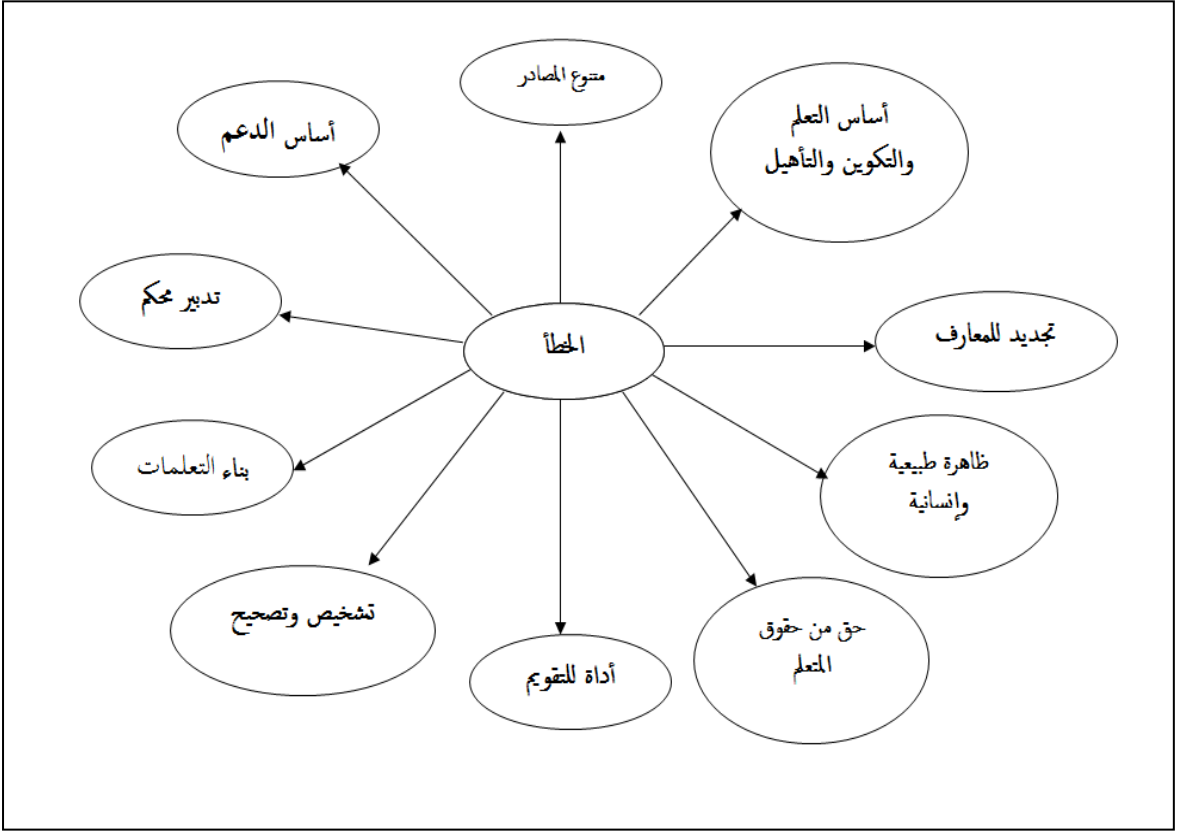 متنوع المصادر
أساس التعلم
والتكوين والتأهيل
أساس الدعم
تدبير محكم
الخطأ
تجديد للمعارف
بناء التعلمات
ظاهرة طبيعية
وإنسانية
تشخيص وتصحيح
أداة للتقويم
حق من حقوق
المتعلم